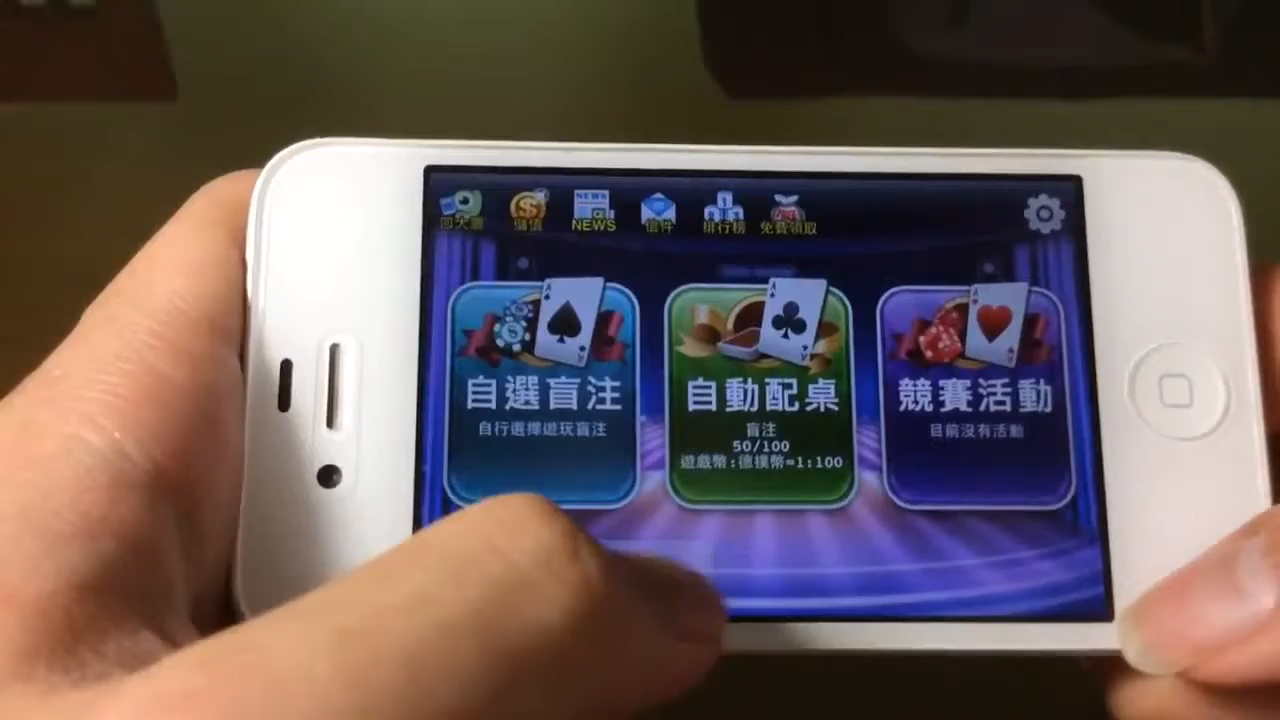 NEWS
回大廳
儲值
NEWS
信件
排行榜
免費領取
自選盲注
自行選擇遊玩盲注
自動配桌
盲注
50/100
遊戲幣:德撲幣=1:100
競賽活動
目前沒有活動